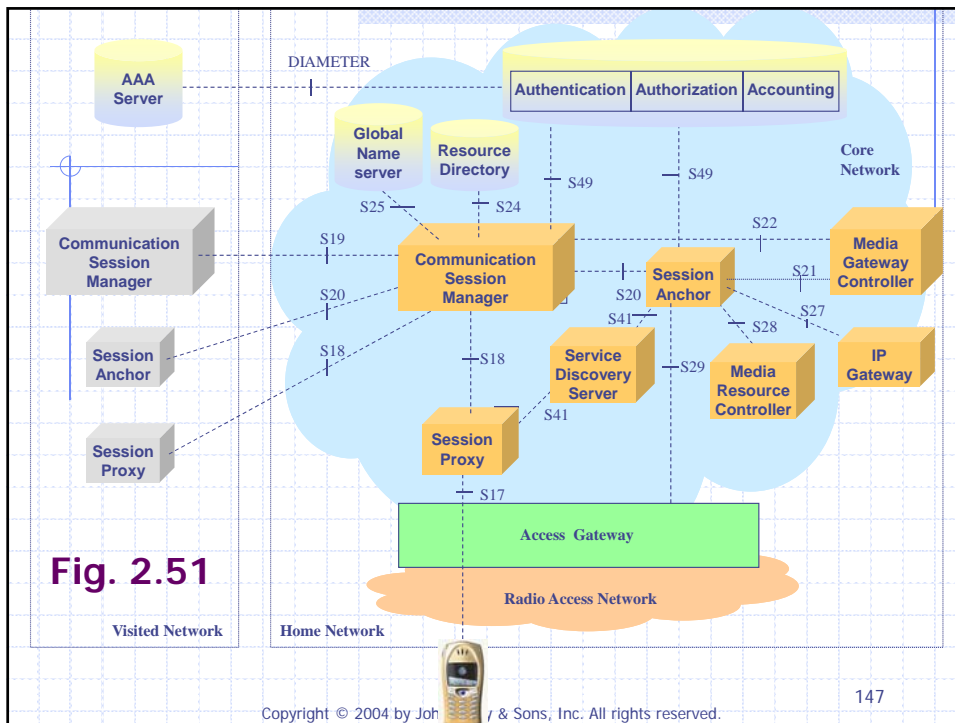 AAA
Server
DIAMETER
Authentication
Authorization
Accounting
Global
Name
server
Resource
Directory
Core
Network
S49
S49
S25
S24
S22
Communication
Session
Manager
S19
Communication
Session
Manager
Session
Anchor
Media
Gateway
Controller
S21
S20
S20
S27
S41
S28
S18
Session
Anchor
S18
Service
Discovery
Server
S29
Media
Resource
Controller
IP
Gateway
S41
Session
Proxy
Session
Proxy
S17
Access Gateway
Fig. 2.51
Radio Access Network
Visited Network
Home Network
147
Copyright © 2004 by Joh y & Sons, Inc. All rights reserved.